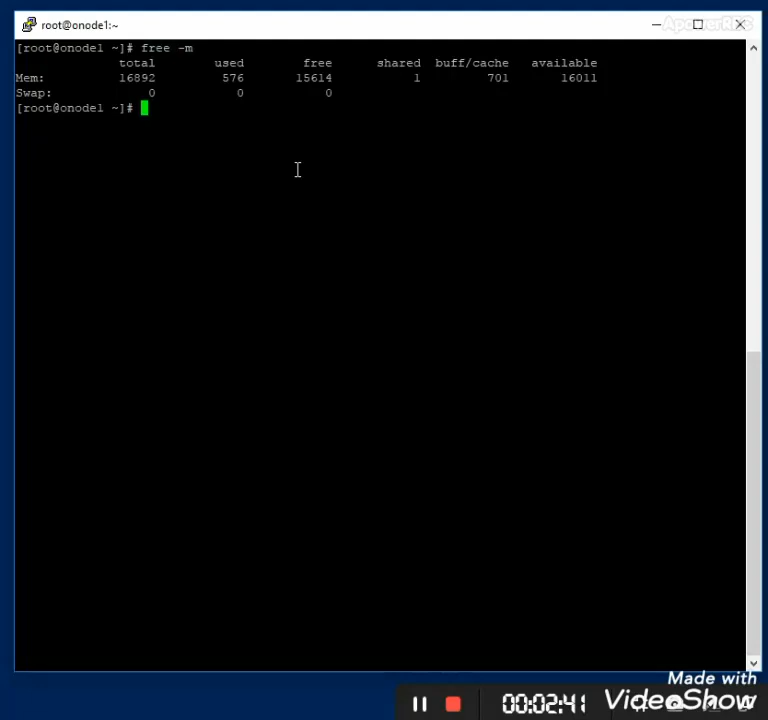 root@onode1:~
ApowerREC
[root@onode1 ~]# free -m
total used free shared buff/cache available
Mem: 16892 576 15614 1 701 16011
Swap: 0 0 0
[root@onode1 ~]#
Made with
00:02:41 VideoShow